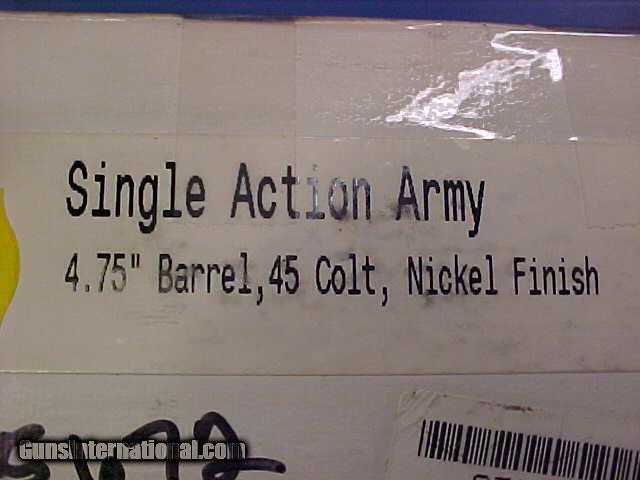 Single Action Army
4.75" Barrel,45 Colt, Nickel Finish
GunsInternational.com